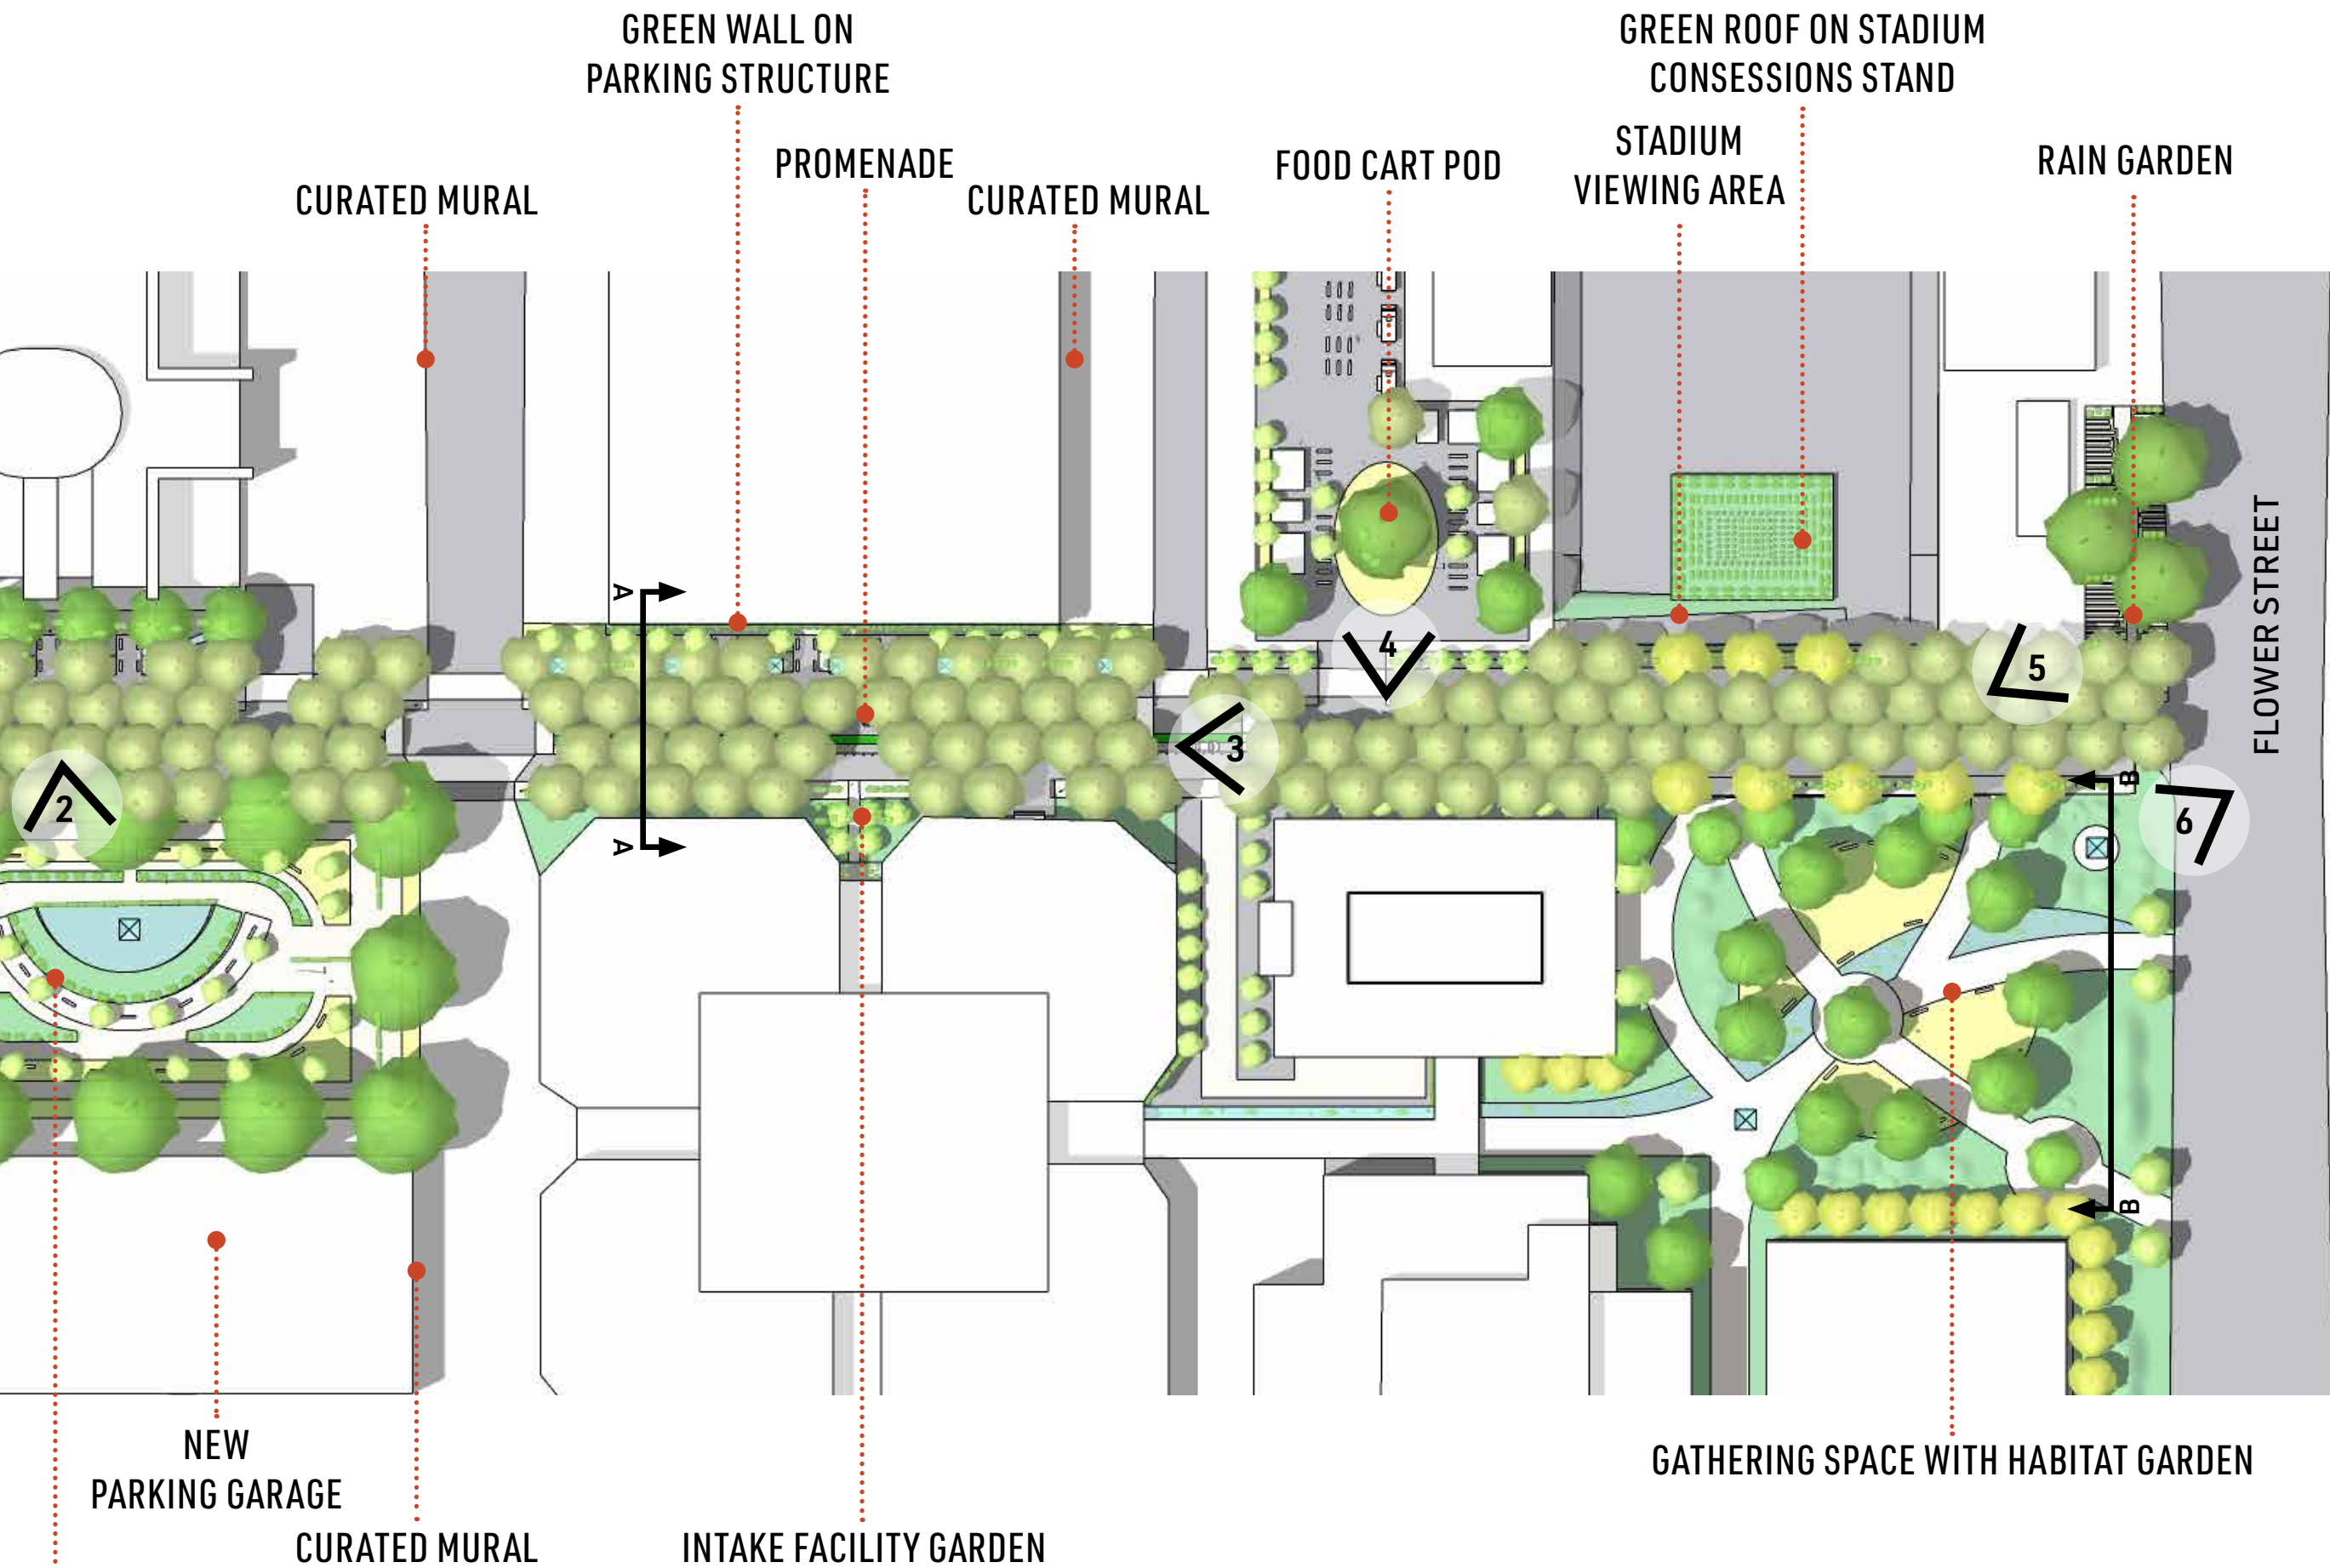 GREEN WALL ON
PARKING STRUCTURE
GREEN ROOF ON STADIUM
CONSESSIONS STAND
STADIUM
VIEWING AREA
PROMENADE
FOOD CART POD
RAIN GARDEN
CURATED MURAL
CURATED MURAL
A
A
4
5
3
2
6
B
B
FLOWER STREET
NEW
PARKING GARAGE
CURATED MURAL
INTAKE FACILITY GARDEN
GATHERING SPACE WITH HABITAT GARDEN